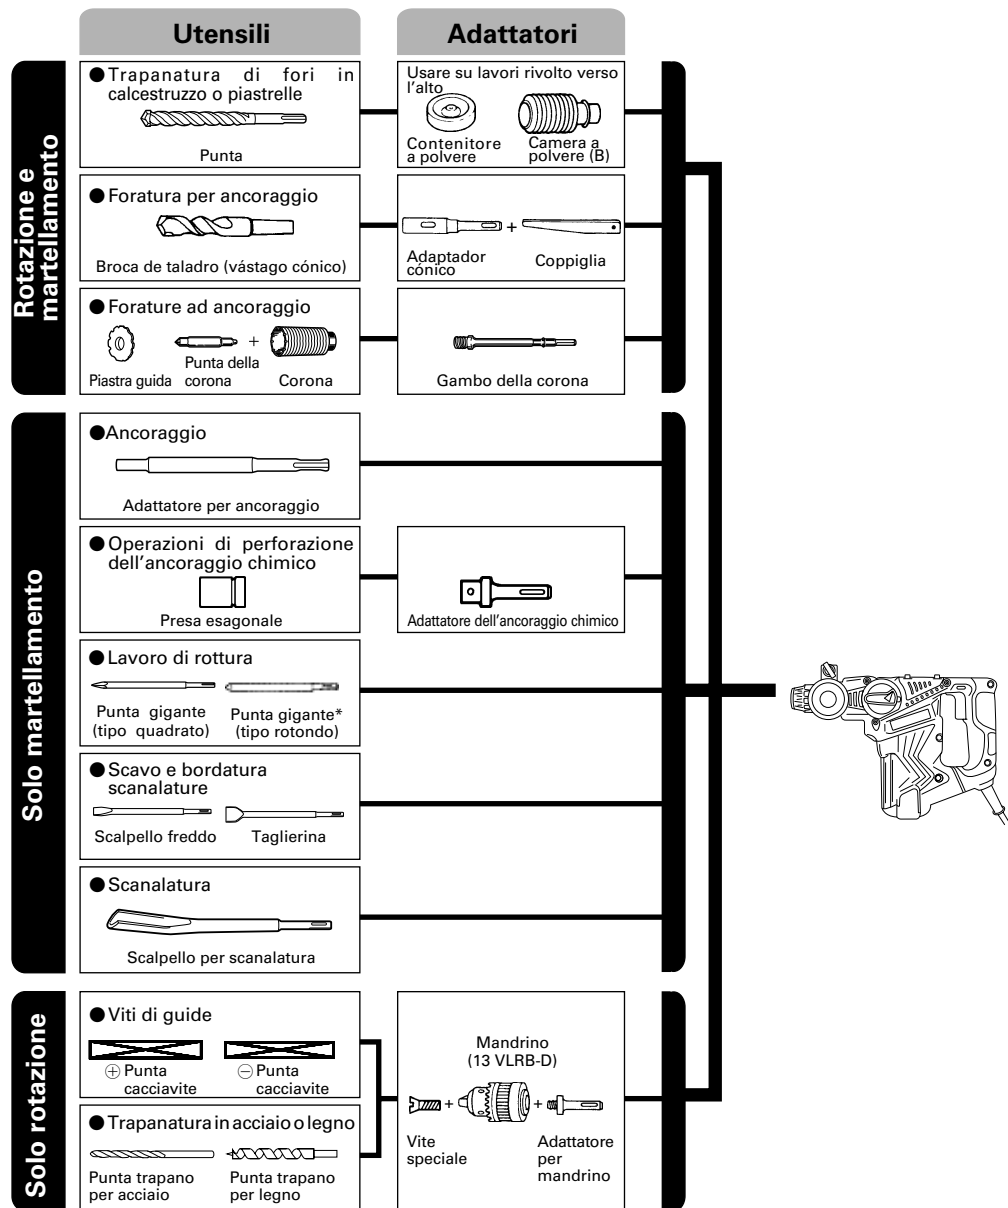 Utensili
Adattatori
Rotazione e
martellamento
● Trapanatura di fori in
calcestruzzo o piastrelle
Punta
Usare su lavori rivolto verso
l'alto
Contenitore
a polvere
Camera a
polvere (B)
● Foratura per ancoraggio
Broca de taladro (vástago cónico)
+
Adaptador
cónico
Coppiglia
● Forature ad ancoraggio
+
Piastra guida
Punta della
corona
Corona
Gambo della corona
Solo martellamento
●Ancoraggio
Adattatore per ancoraggio
● Operazioni di perforazione
dell'ancoraggio chimico
Presa esagonale
Adattatore dell'ancoraggio chimico
● Lavoro di rottura
Punta gigante
(tipo quadrato)
Punta gigante*
(tipo rotondo)
● Scavo e bordatura
scanalature
Scalpello freddo
Taglierina
● Scanalatura
Scalpello per scanalatura
Solo rotazione
● Viti di guide
⊕ Punta
cacciavite
⊖ Punta
cacciavite
● Trapanatura in acciaio o legno
Punta trapano
per acciaio
Punta trapano
per legno
Mandrino
(13 VLRB-D)
+ +
Vite
speciale
Adattatore
per
mandrino